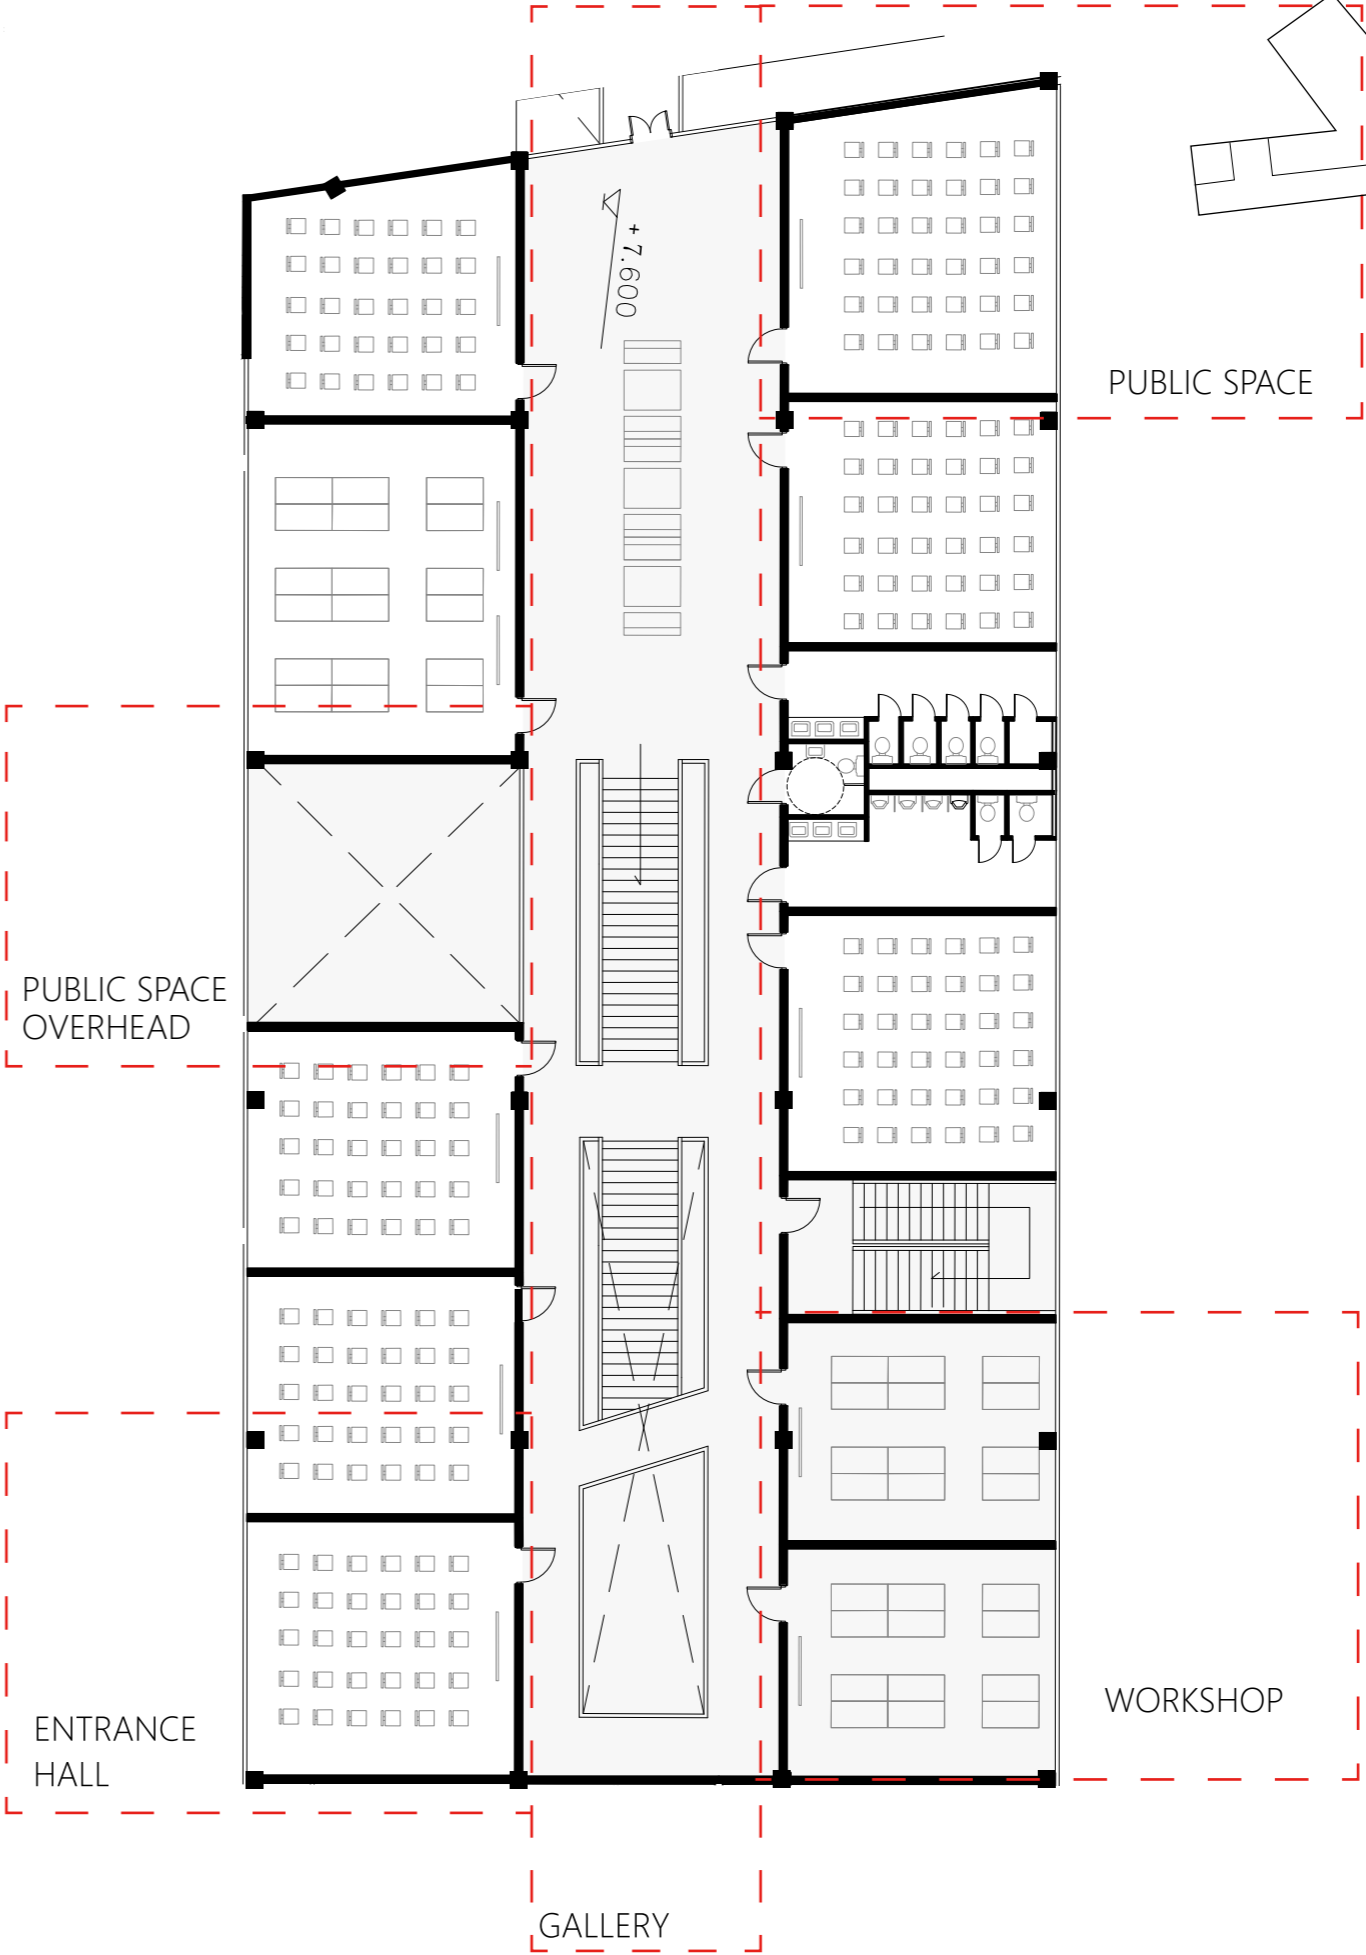 + 7.600
PUBLIC SPACE
PUBLIC SPACE
OVERHEAD
WORKSHOP
ENTRANCE
HALL
GALLERY